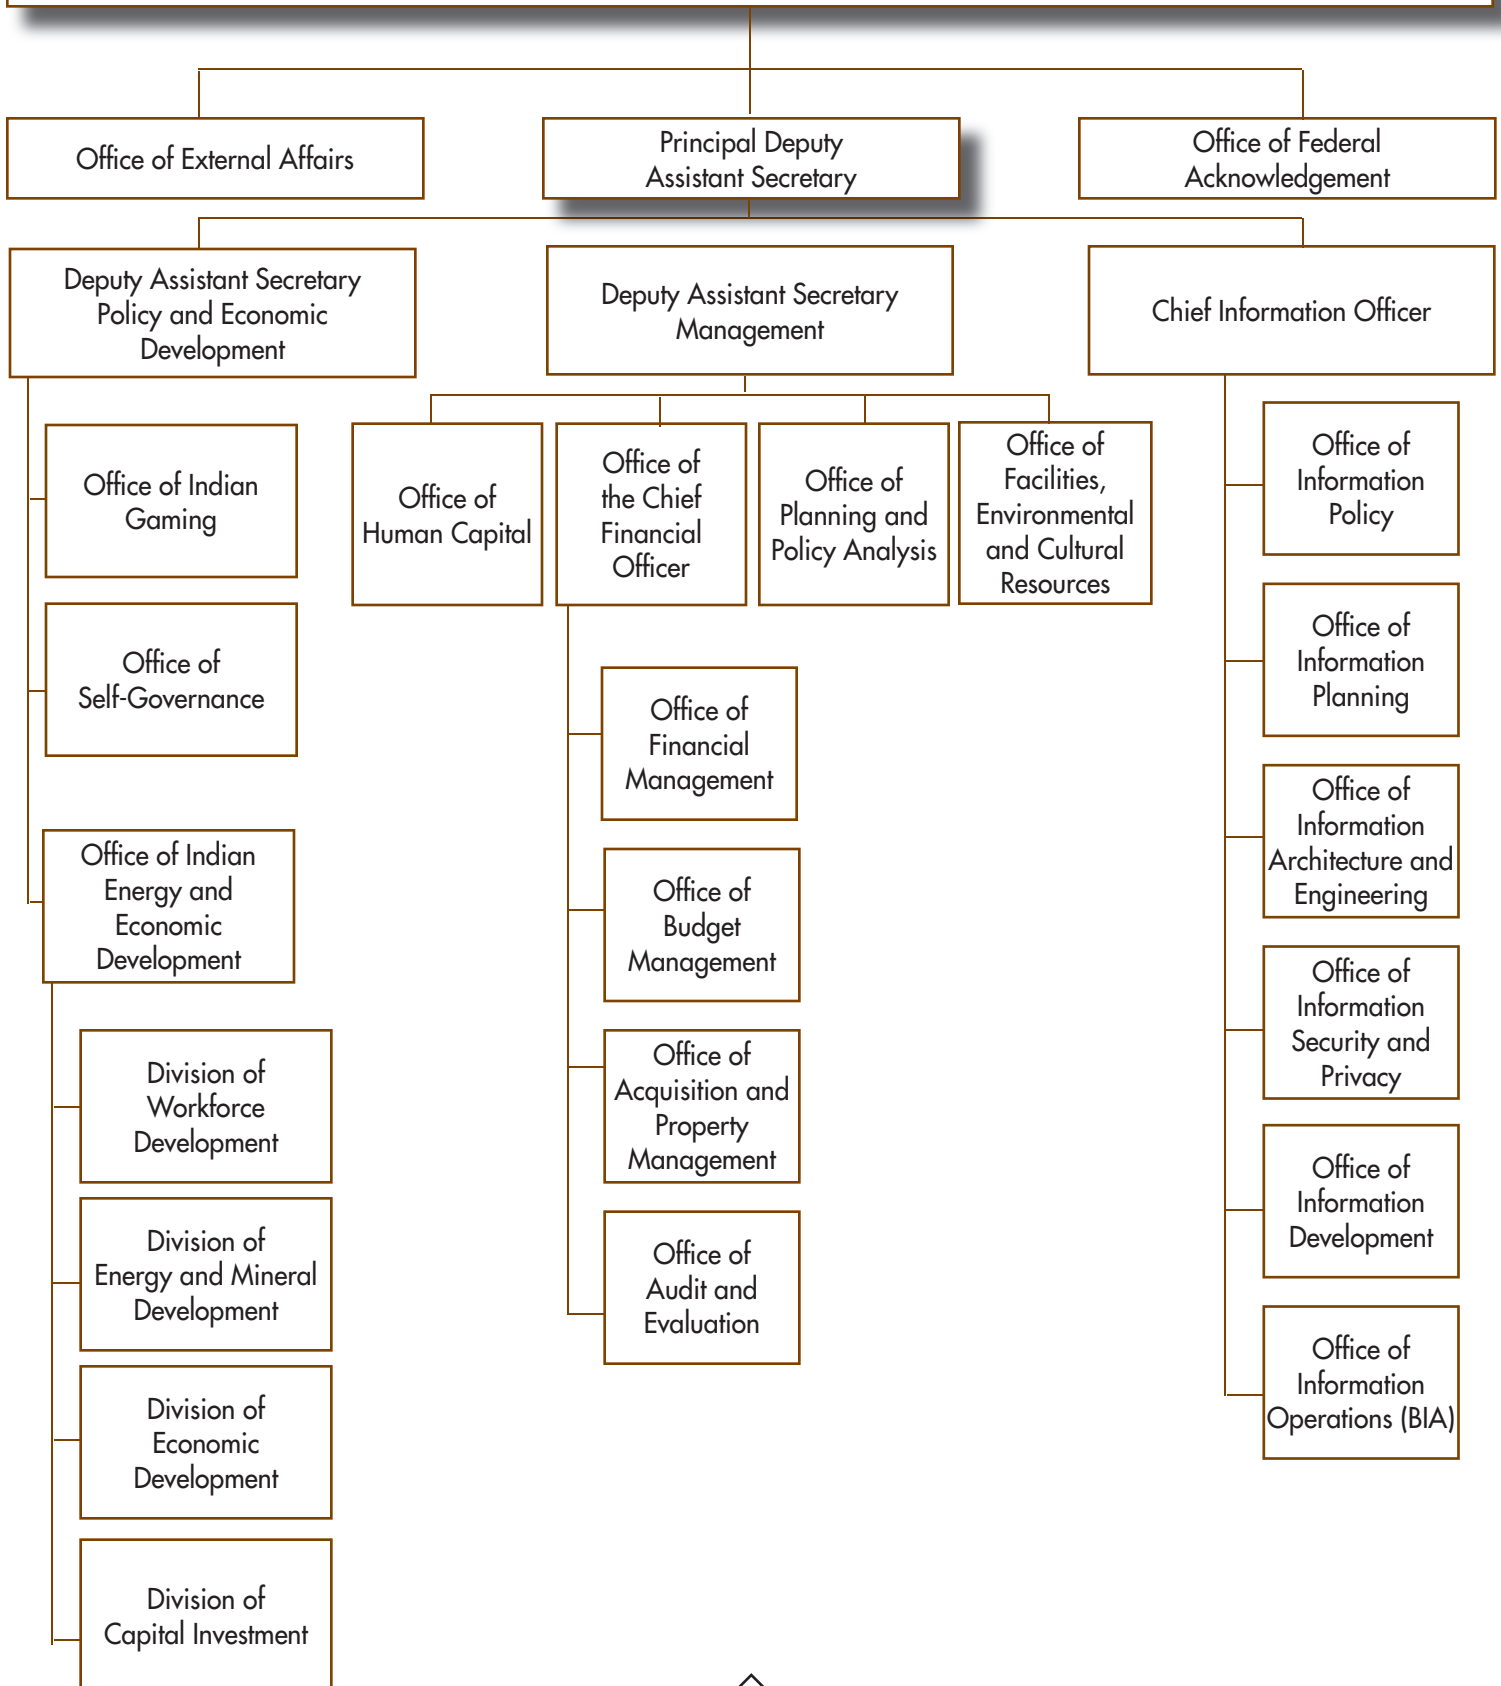 Office of External Affairs
Principal Deputy
Assistant Secretary
Office of Federal
Acknowledgement
Deputy Assistant Secretary
Policy and Economic
Development
Deputy Assistant Secretary
Management
Chief Information Officer
Office of Indian
Gaming
Office of
Self-Governance
Office of Indian
Energy and
Economic
Development
Division of
Workforce
Development
Division of
Energy and Mineral
Development
Division of
Economic
Development
Division of
Capital Investment
Office of
Human Capital
Office of
the Chief
Financial
Officer
Office of
Planning and
Policy Analysis
Office of
Facilities,
Environmental
and Cultural
Resources
Office of
Financial
Management
Office of
Budget
Management
Office of
Acquisition and
Property
Management
Office of
Audit and
Evaluation
Office of
Information
Policy
Office of
Information
Planning
Office of
Information
Architecture and
Engineering
Office of
Information
Security and
Privacy
Office of
Information
Development
Office of
Information
Operations (BIA)